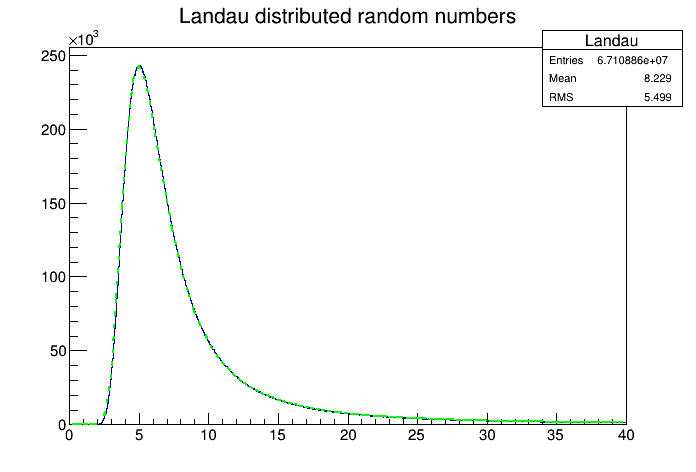 Landau distributed random numbers
×10³
Landau
Entries 6.710886e+07
Mean 8.229
RMS 5.499
250
200
150
100
50
0
0 5 10 15 20 25 30 35 40